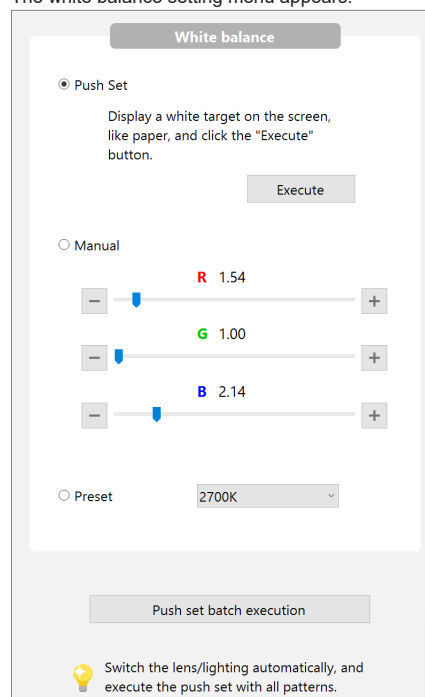 The white balance setting menu appears.
White balance
Push Set
Display a white target on the screen,
like paper, and click the "Execute"
button.
Execute
Manual
R 1.54
− +
G 1.00
− +
B 2.14
− +
Preset 2700K
Push set batch execution
Switch the lens/lighting automatically, and
execute the push set with all patterns.